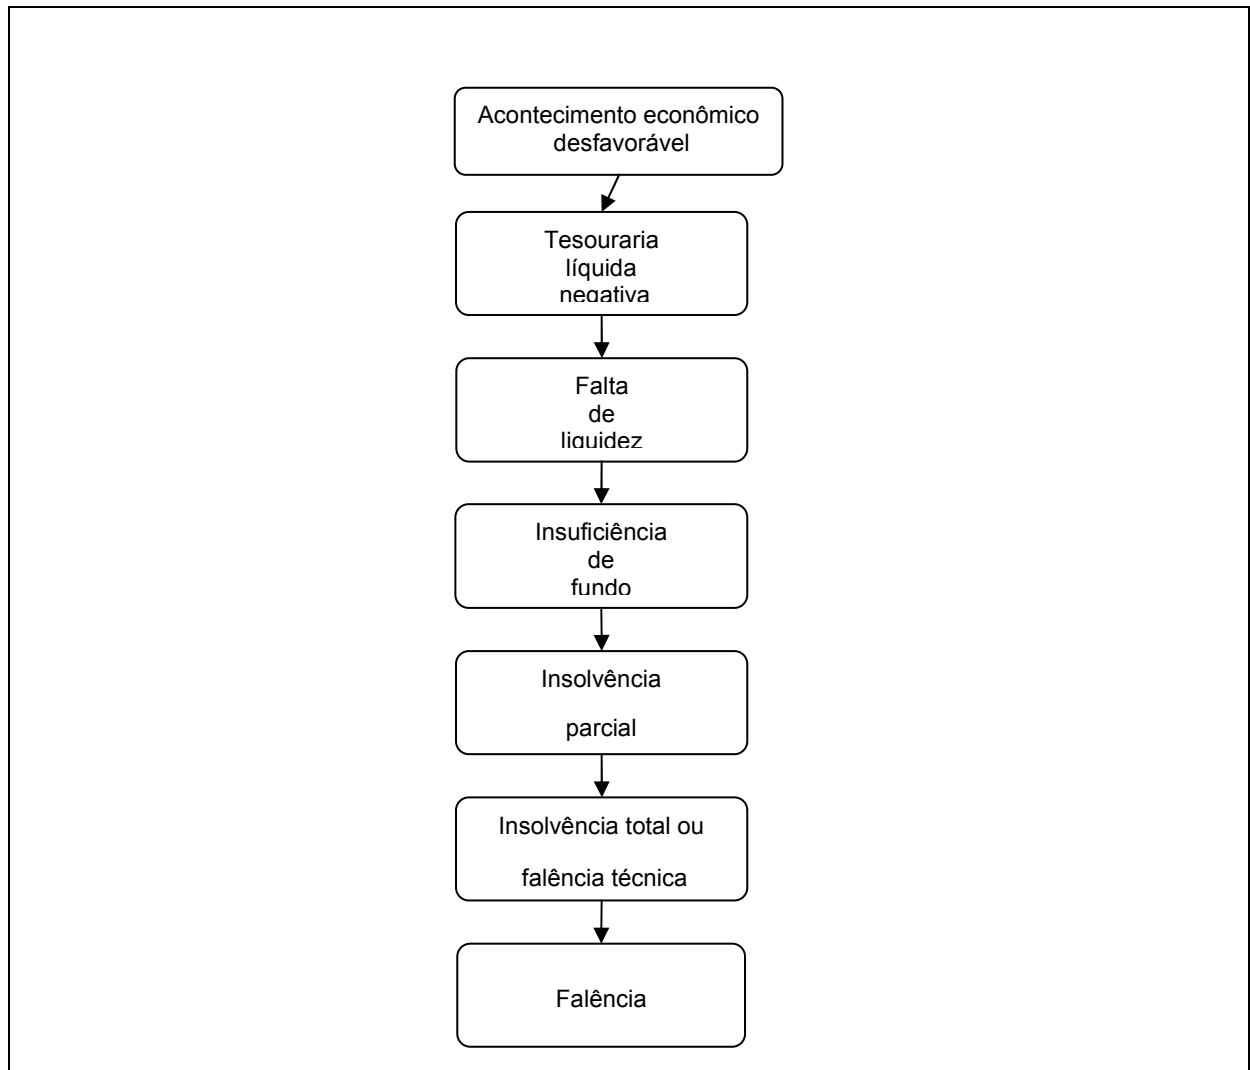 Acontecimento econômico
desfavorável
Tesouraria
líquida
negativa
Falta
de
liquidez
Insuficiência
de
fundo
Insolvência
parcial
Insolvência total ou
falência técnica
Falência